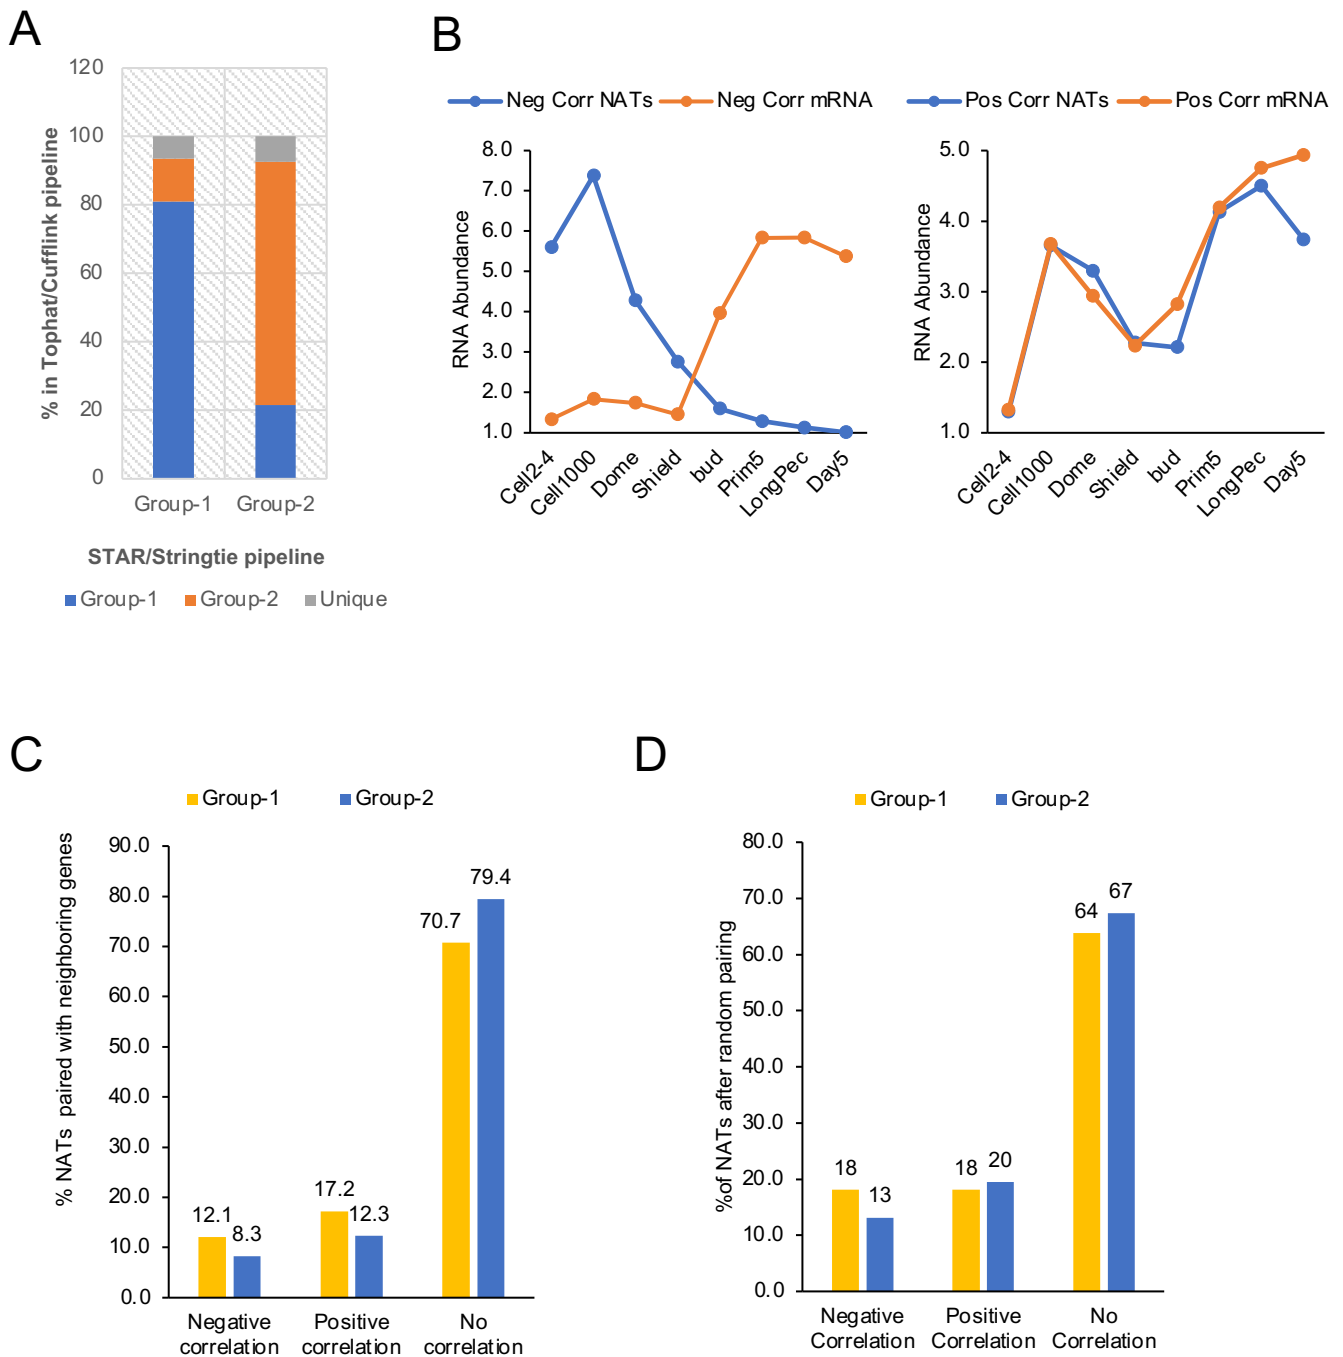 A
120
100
80
60
40
20
0
% in Tophat/Cufflink pipeline
Group-1 Group-2
STAR/Stringtie pipeline
Group-1 Group-2 Unique
B
Neg Corr NATs Neg Corr mRNA
8.0
7.0
6.0
5.0
4.0
3.0
2.0
1.0
RNA Abundance
Cell2-4
Cell1000
Dome
Shield
bud
Prim5
LongPec
Day5
Pos Corr NATs Pos Corr mRNA
5.0
4.0
3.0
2.0
1.0
RNA Abundance
Cell2-4
Cell1000
Dome
Shield
bud
Prim5
LongPec
Day5
C
Group-1 Group-2
90.0
80.0
70.0
60.0
50.0
40.0
30.0
20.0
10.0
0.0
% NATs paired with neighboring genes
12.1
8.3
17.2
12.3
70.7
79.4
Negative correlation
Positive correlation
No correlation
D
Group-1 Group-2
80.0
70.0
60.0
50.0
40.0
30.0
20.0
10.0
0.0
%of NATs after random pairing
18
13
18
20
64
67
Negative Correlation
Positive Correlation
No Correlation